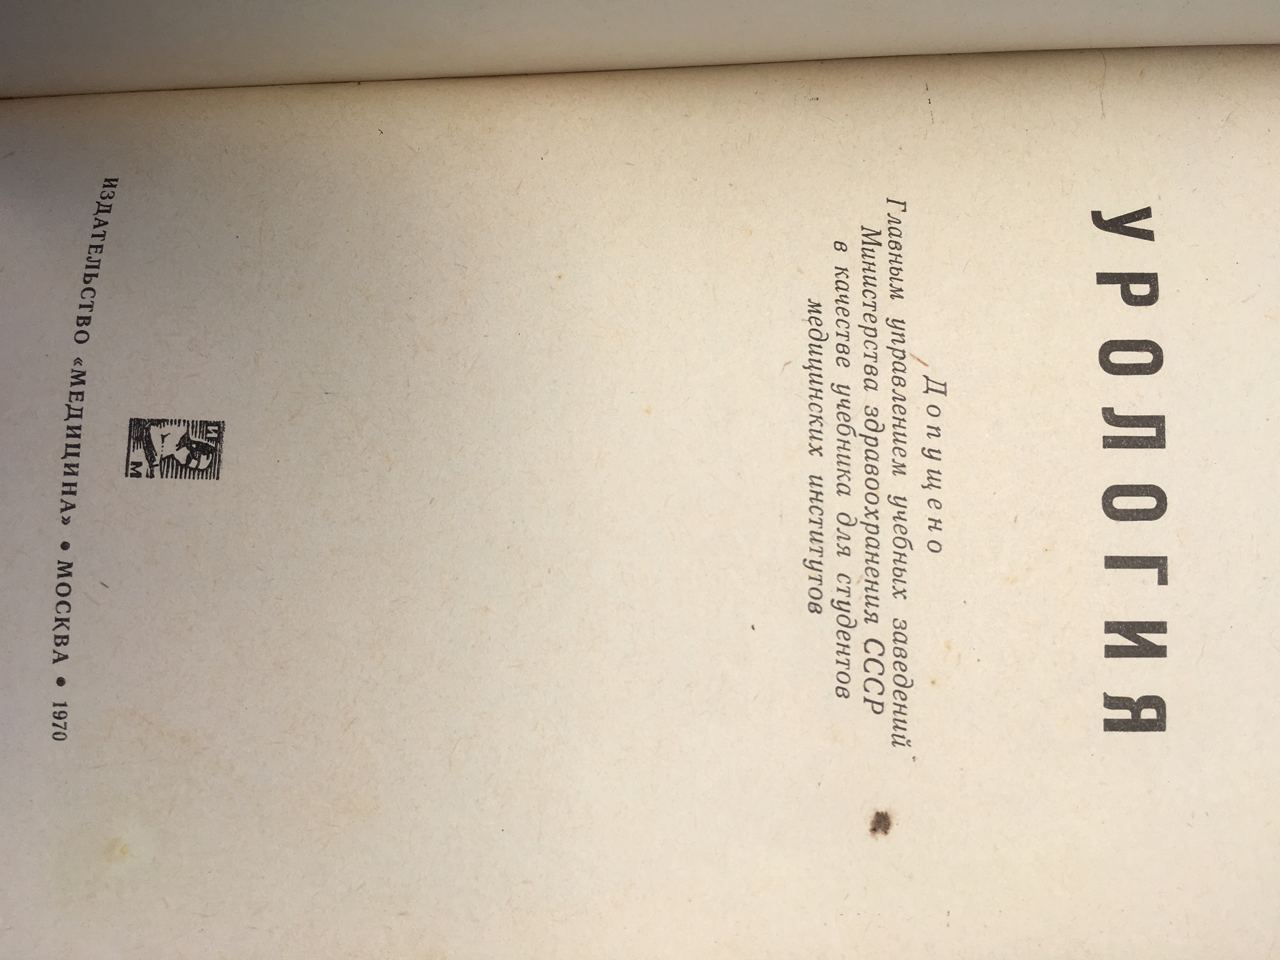 УРОЛОГИЯ
Допущено
Главным управлением учебных заведений
Министерства здравоохранения СССР
в качестве учебника для студентов
медицинских институтов
И
М
ИЗДАТЕЛЬСТВО «МЕДИЦИНА» • МОСКВА • 1970